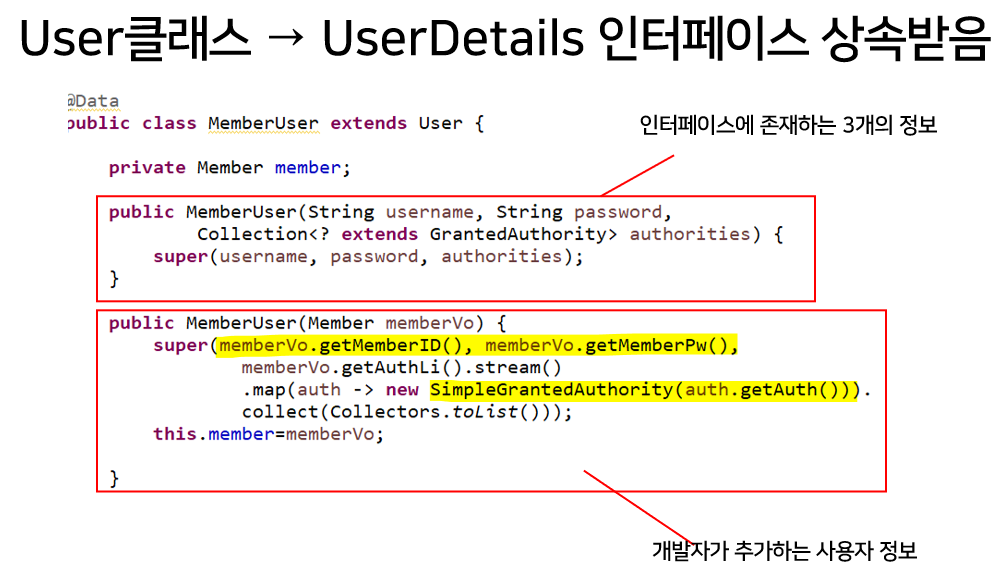 User클래스 → UserDetails 인터페이스 상속받음
@Data
public class MemberUser extends User {
인터페이스에 존재하는 3개의 정보
private Member member;
public MemberUser(String username, String password,
Collection<? extends GrantedAuthority> authorities) {
super(username, password, authorities);
}
public MemberUser(Member memberVo) {
super(memberVo.getMemberID(), memberVo.getMemberPw(),
memberVo.getAuthLi().stream()
.map(auth -> new SimpleGrantedAuthority(auth.getAuth())).
collect(Collectors.toList()));
this.member=memberVo;
}
개발자가 추가하는 사용자 정보